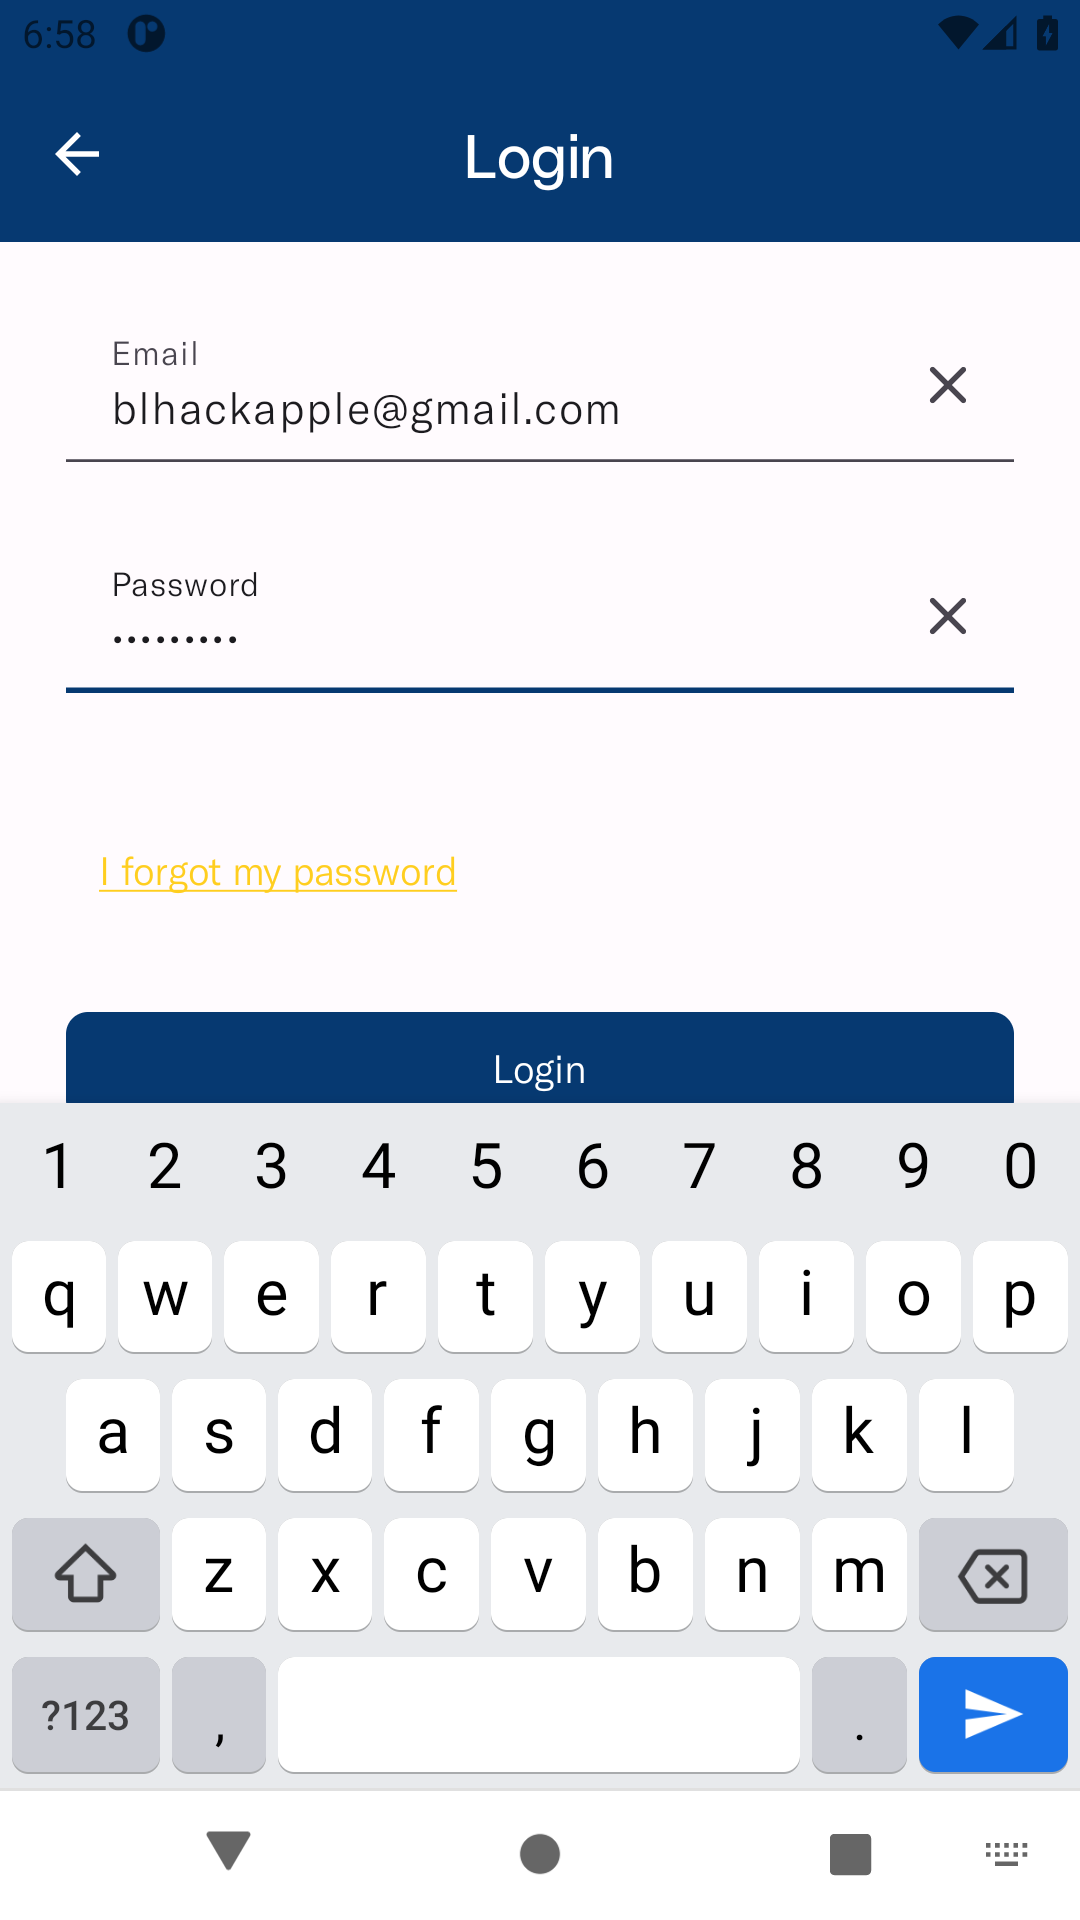 6:58
Login
Email
blhackapple@gmail.com
Password
•••••••••
I forgot my password
Login
1 2 3 4 5 6 7 8 9 0
q w e r t y u i o p
a s d f g h j k l
z x c v b n m
?123 , .